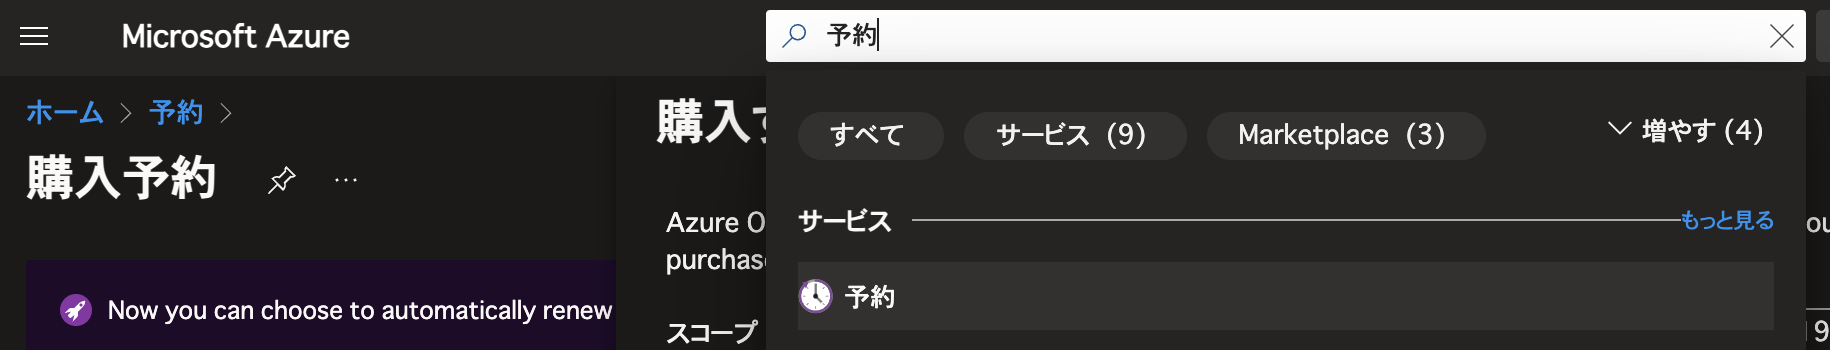 Microsoft Azure
予約
ホーム > 予約 >
購入予約 ...
Now you can choose to automatically renew
購入す
Azure O
purchase
スコープ
すべて サービス (9) Marketplace (3) 増やす (4)
サービス もっと見る
予約
ou
9